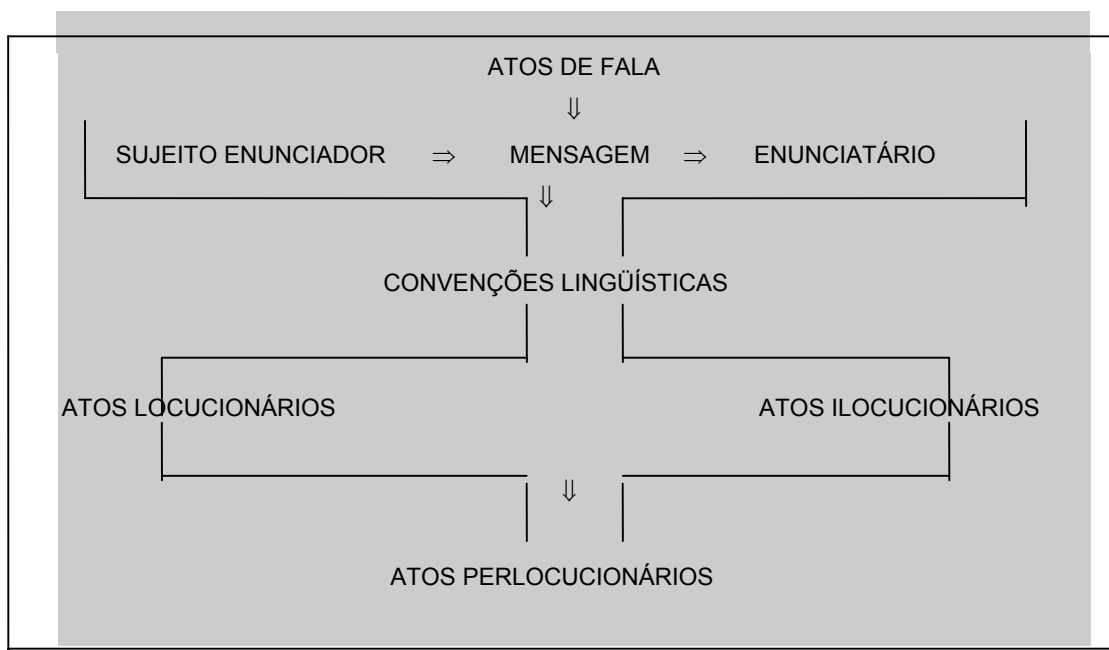 ATOS DE FALA
⇓
SUJEITO ENUNCIADOR ⇒ MENSAGEM ⇒ ENUNCIATÁRIO
⇓
CONVENÇÕES LINGÜÍSTICAS
ATOS LOCUCIONÁRIOS ATOS ILOCUCIONÁRIOS
⇓
ATOS PERLOCUCIONÁRIOS